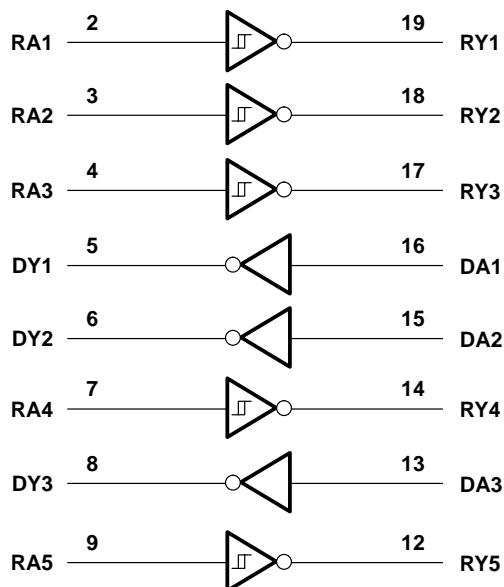 RA1 2 19 RY1
RA2 3 18 RY2
RA3 4 17 RY3
DY1 5 16 DA1
DY2 6 15 DA2
RA4 7 14 RY4
DY3 8 13 DA3
RA5 9 12 RY5